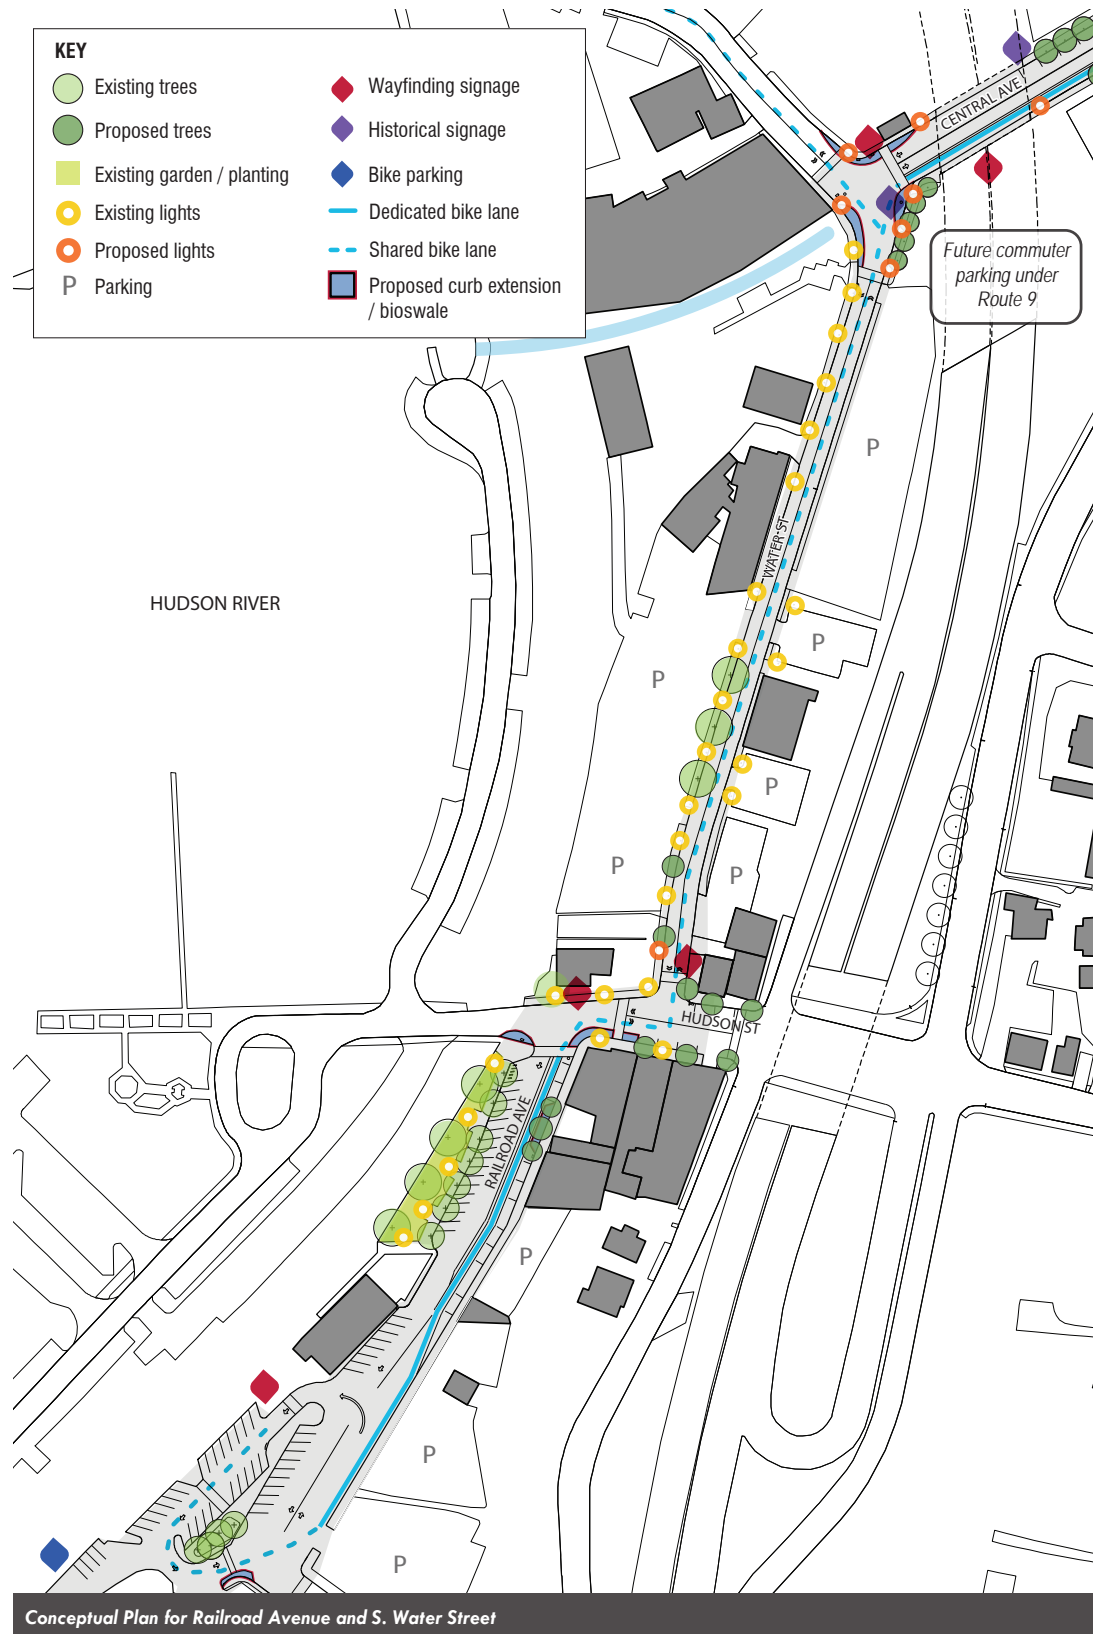 KEY
Existing trees
Proposed trees
Existing garden / planting
Existing lights
Proposed lights
P Parking
Wayfinding signage
Historical signage
Bike parking
Dedicated bike lane
Shared bike lane
Proposed curb extension
/ bioswale
CENTRAL AVE
Future commuter
parking under
Route 9
P
WATER ST
HUDSON RIVER
P
P
P
P
P
HUDSON ST
RAILROAD AVE
P
P
P
Conceptual Plan for Railroad Avenue and S. Water Street